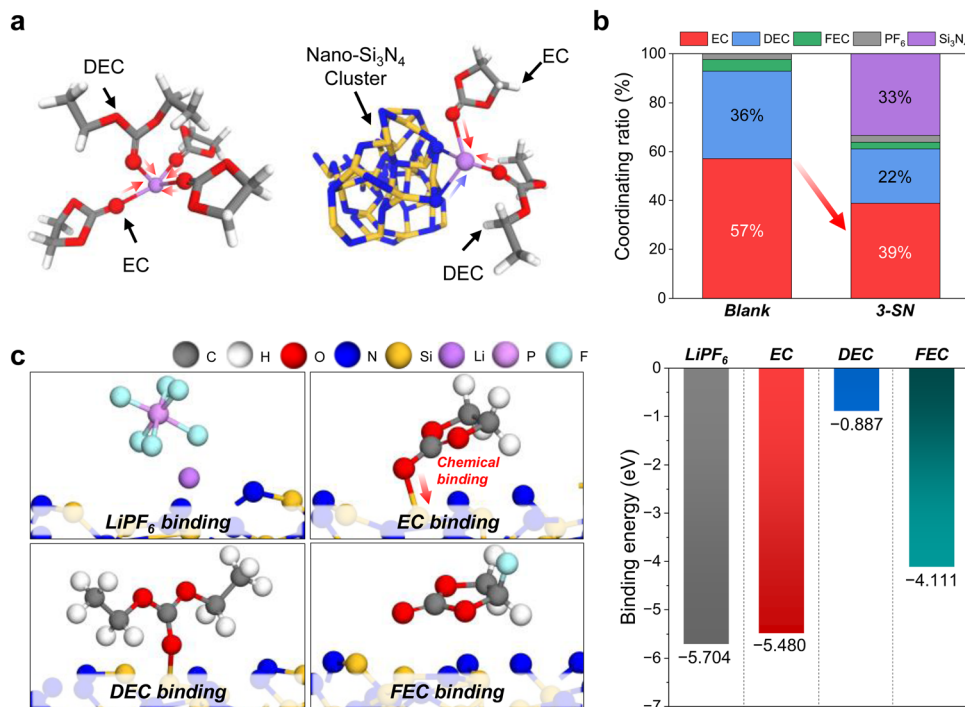 a
DEC
EC
Nano-Si₃N₄
Cluster
EC
DEC
b
EC DEC FEC PF₆ Si₃N₄
Coordinating ratio (%)
100
80
60
40
20
0
36%
57%
33%
22%
39%
Blank
3-SN
c
C H O N Si Li P F
LiPF₆ binding
Chemical
binding
EC binding
DEC binding
FEC binding
LiPF₆ EC DEC FEC
Binding energy (eV)
0
−1
−2
−3
−4
−5
−6
−7
−5.704
−5.480
−0.887
−4.111